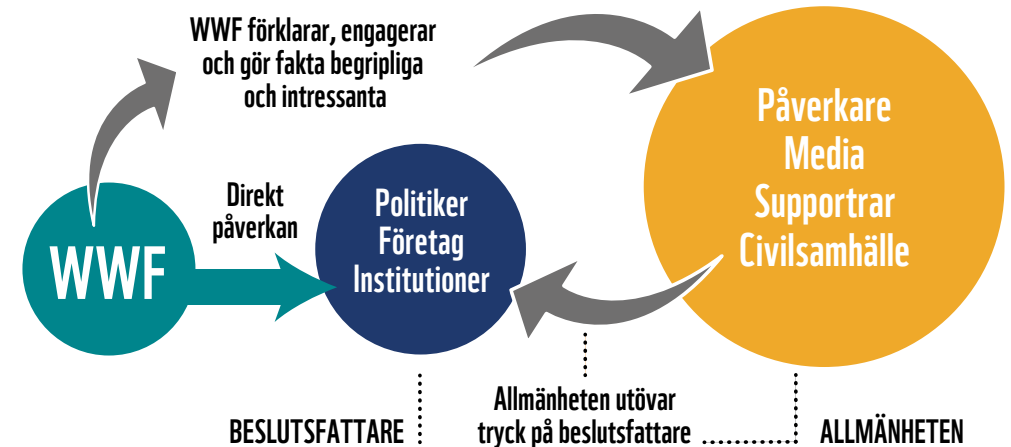 WWF förklarar, engagerar
och gör fakta begripliga
och intressanta
Påverkare
Media
Supportrar
Civilsamhälle
Direkt
påverkan
Politiker
Företag
Institutioner
WWF
Allmänheten utövar
tryck på beslutsfattare
BESLUTSFATTARE
ALLMÄNHETEN